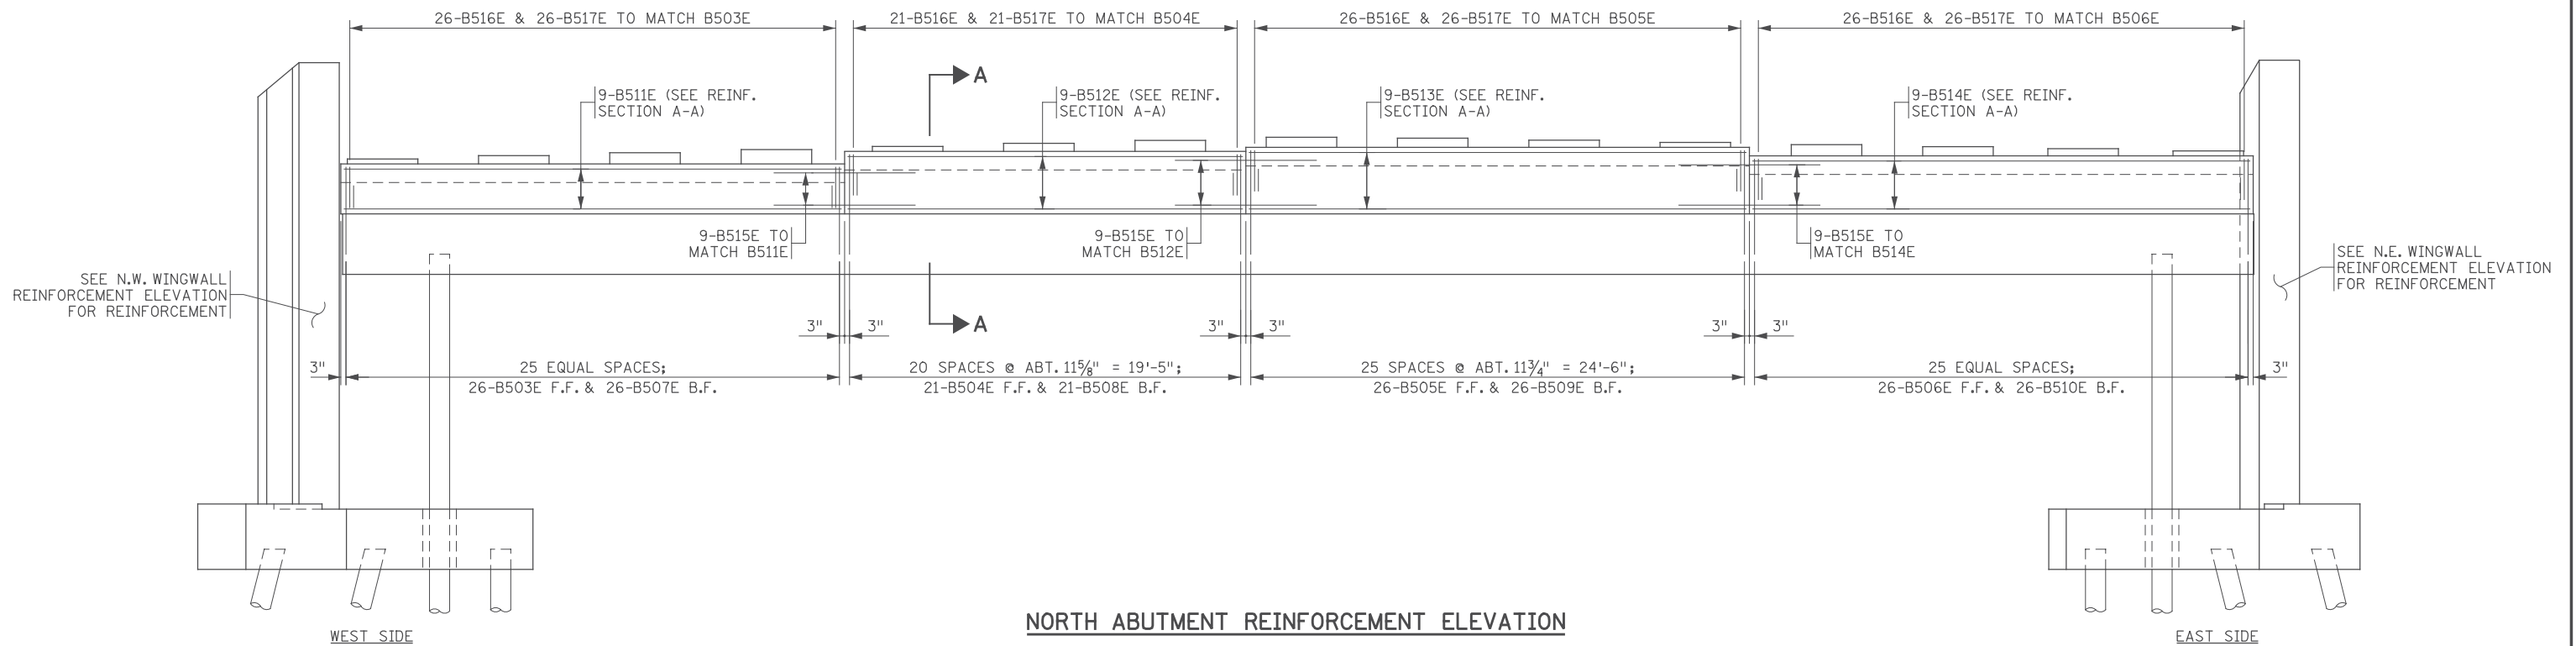 26-B516E & 26-B517E TO MATCH B503E
21-B516E & 21-B517E TO MATCH B504E
26-B516E & 26-B517E TO MATCH B505E
26-B516E & 26-B517E TO MATCH B506E
A
9-B511E (SEE REINF.
SECTION A-A)
9-B512E (SEE REINF.
SECTION A-A)
9-B513E (SEE REINF.
SECTION A-A)
9-B514E (SEE REINF.
SECTION A-A)
9-B515E TO
MATCH B511E
9-B515E TO
MATCH B512E
9-B515E TO
MATCH B514E
SEE N.W. WINGWALL
REINFORCEMENT ELEVATION
FOR REINFORCEMENT
SEE N.E. WINGWALL
REINFORCEMENT ELEVATION
FOR REINFORCEMENT
A
3" 3"
3" 3"
3" 3"
3"
25 EQUAL SPACES;
26-B503E F.F. & 26-B507E B.F.
20 SPACES @ ABT. 11⅝" = 19'-5";
21-B504E F.F. & 21-B508E B.F.
25 SPACES @ ABT. 11¾" = 24'-6";
26-B505E F.F. & 26-B509E B.F.
25 EQUAL SPACES;
26-B506E F.F. & 26-B510E B.F.
3"
NORTH ABUTMENT REINFORCEMENT ELEVATION
WEST SIDE
EAST SIDE